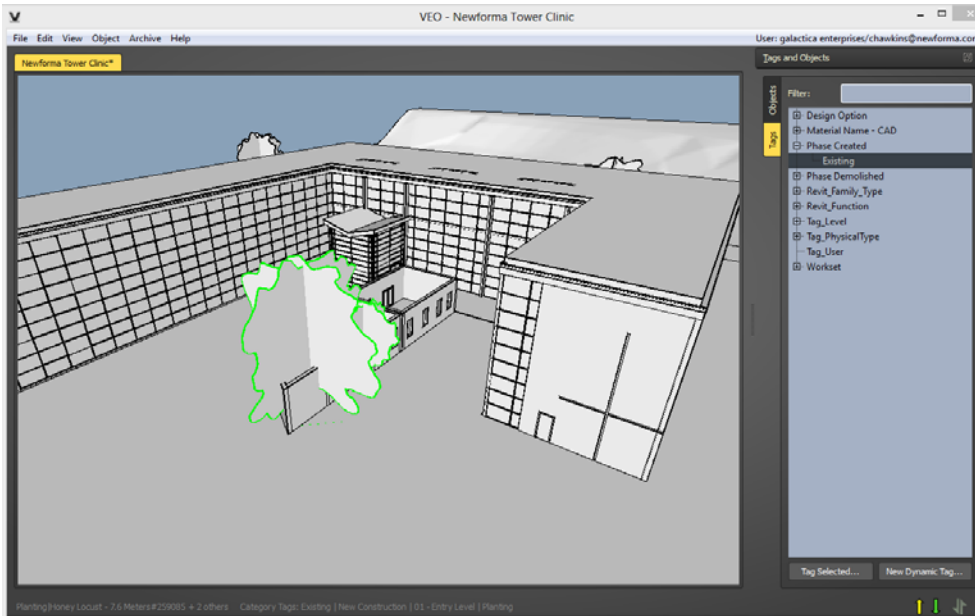 VEO - Newforma Tower Clinic
File Edit View Object Archive Help
User: galactica enterprises/chawkins@newforma.com
Newforma Tower Clinic*
Tags and Objects
Objects
Tags
Filter:
Design Option
Material Name - CAD
Phase Created
Existing
Phase Demolished
Revit_Family_Type
Revit_Function
Tag_Level
Tag_PhysicalType
Tag_User
Workset
Tag Selected... New Dynamic Tag...
Planting|Honey Locust - 7.6 Meters#259085 + 2 others Category Tags: Existing | New Construction | 01 - Entry Level | Planting